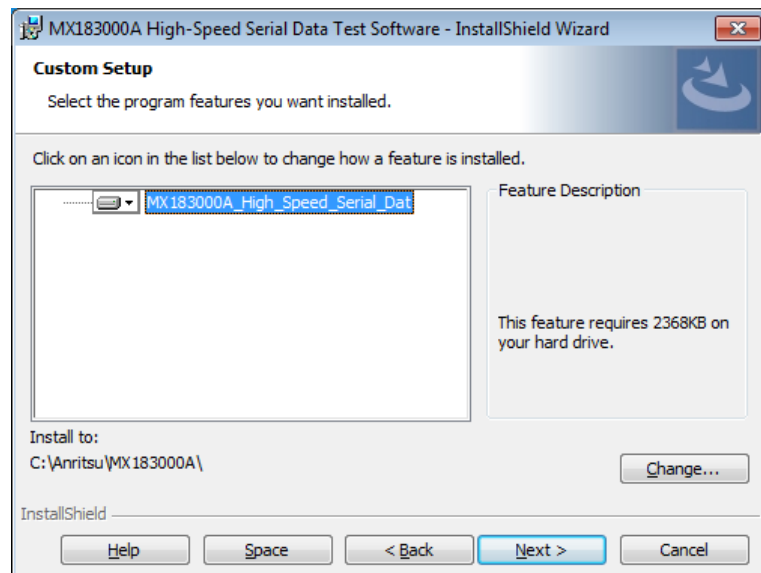 MX183000A High-Speed Serial Data Test Software - InstallShield Wizard
Custom Setup
Select the program features you want installed.
Click on an icon in the list below to change how a feature is installed.
MX183000A_High_Speed_Serial_Dat
Feature Description
This feature requires 2368KB on
your hard drive.
Install to:
C:\Anritsu\MX183000A\
Change...
InstallShield
Help
Space
< Back
Next >
Cancel